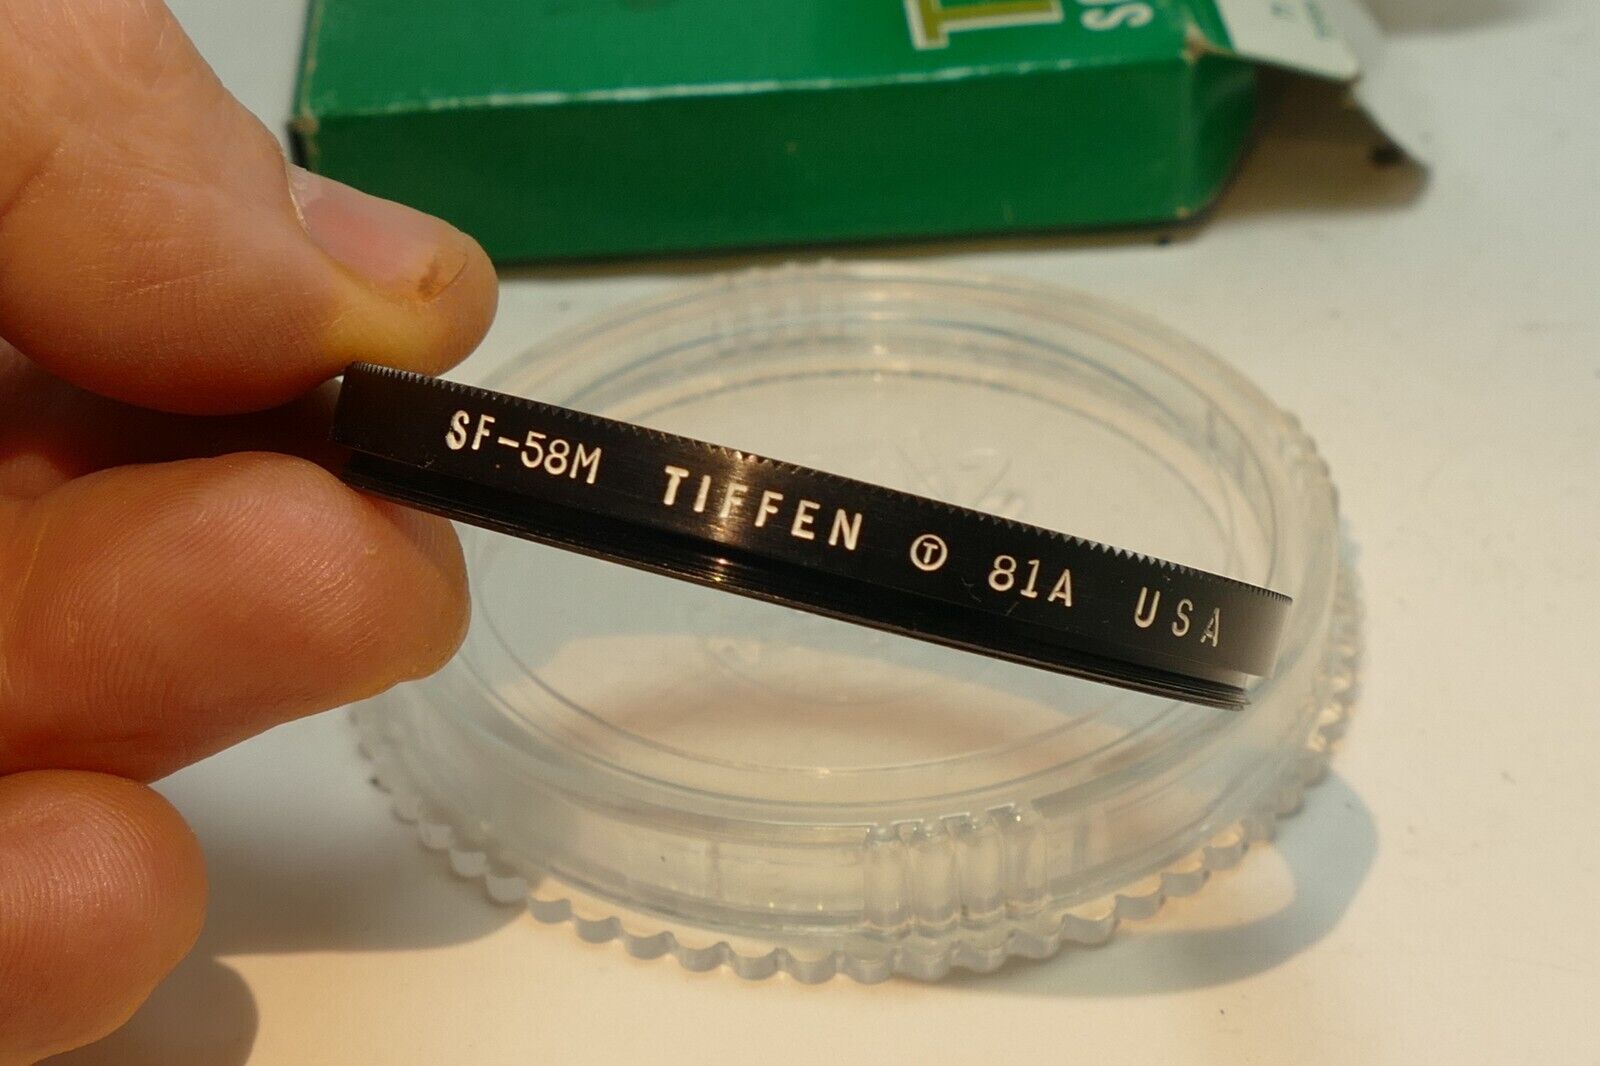 SF-58M TIFFEN Ⓣ 81A USA